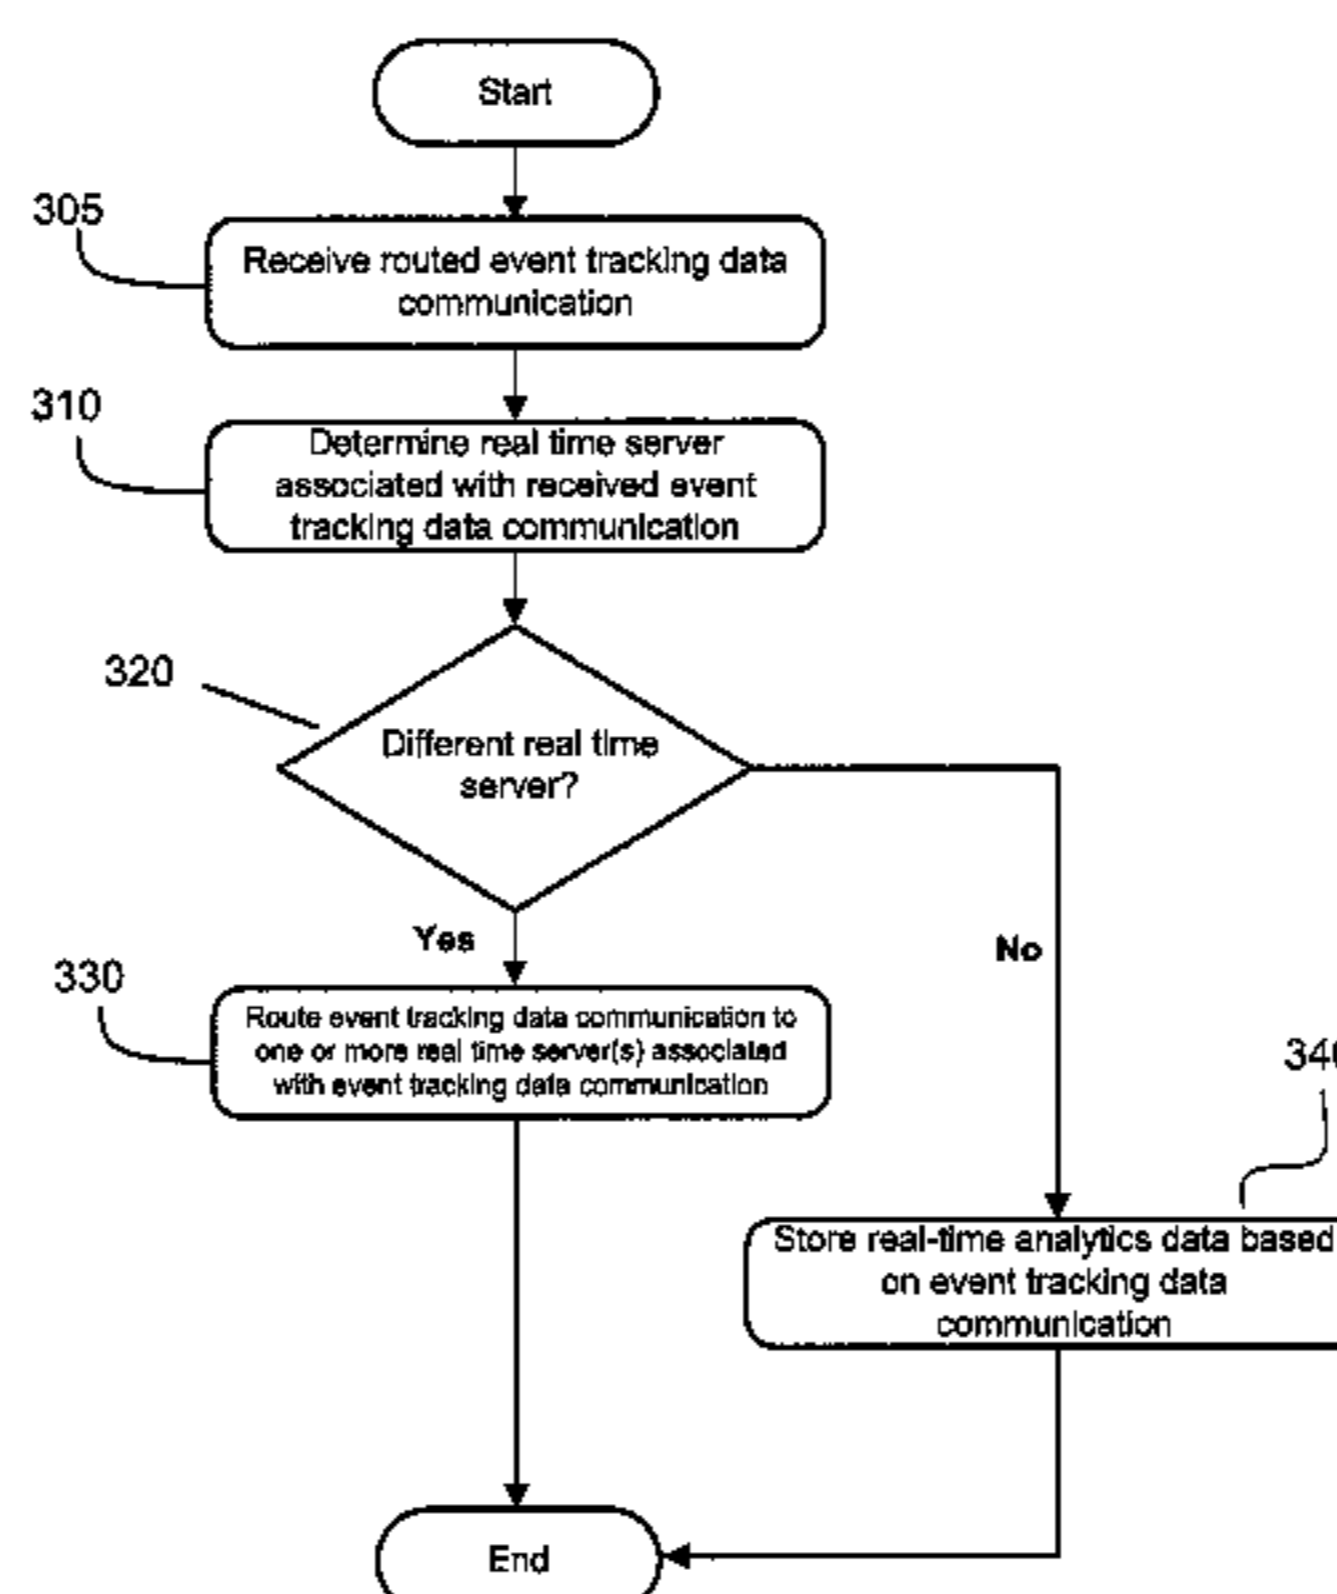 Start
305
Receive routed event tracking data
communication
310
Determine real time server
associated with received event
tracking data communication
320
Different real time
server?
Yes
No
330
Route event tracking data communication to
one or more real time server(s) associated
with event tracking data communication
340
Store real-time analytics data based
on event tracking data
communication
End